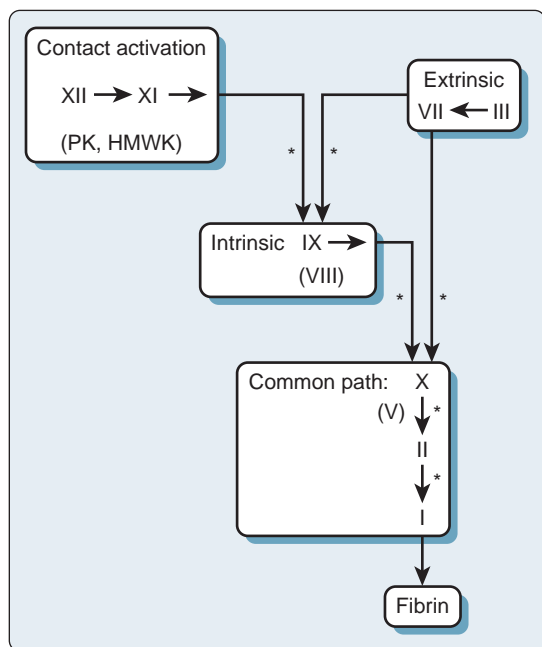 Contact activation
XII XI
(PK, HMWK)
Extrinsic
VII III
* *
Intrinsic IX
(VIII)
* *
Common path: X
(V) *
II
*
I
Fibrin